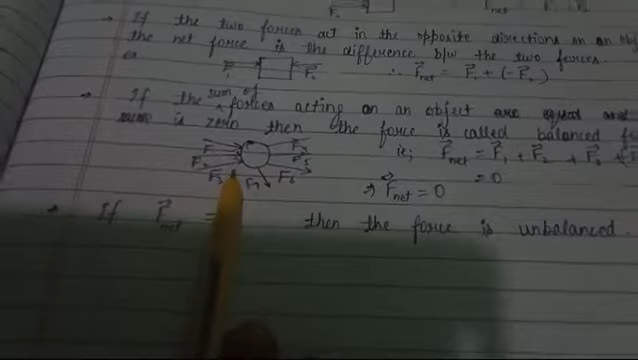 → If the two forces act in the opposite directions on an
the net force is the difference b/w the two forces.
ex
∴ F⃗net = F⃗1 + (-F⃗2)
→ If the sum of forces acting on an object are equal and
sum is zero then the force is called balanced
ie; F⃗net = F⃗1 + F⃗2 + F⃗3
= 0
⇒ F⃗net = 0
→ If F⃗net = then the force is unbalanced.